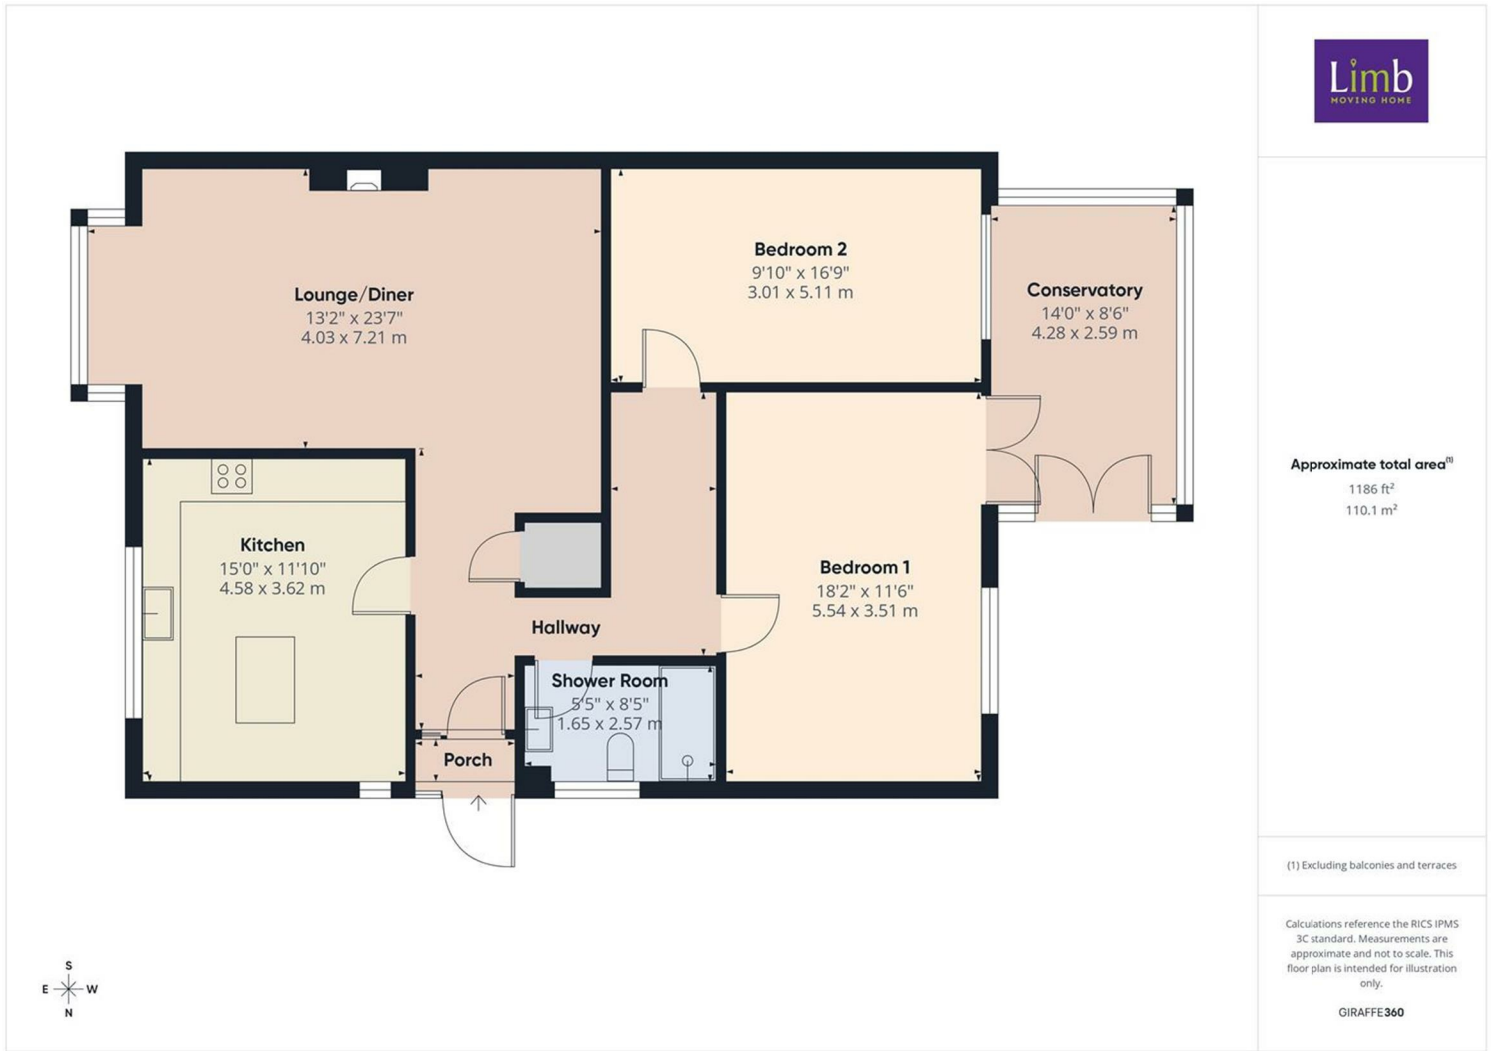 Limb
MOVING HOME
Lounge/Diner
13'2" x 23'7"
4.03 x 7.21 m
Bedroom 2
9'10" x 16'9"
3.01 x 5.11 m
Conservatory
14'0" x 8'6"
4.28 x 2.59 m
Kitchen
15'0" x 11'10"
4.58 x 3.62 m
Bedroom 1
18'2" x 11'6"
5.54 x 3.51 m
Hallway
Shower Room
5'5" x 8'5"
1.65 x 2.57 m
Porch
Approximate total area(1)
1186 ft²
110.1 m²
(1) Excluding balconies and terraces
Calculations reference the RICS IPMS
3C standard. Measurements are
approximate and not to scale. This
floor plan is intended for illustration
only.
GIRAFFE360
S
E W
N